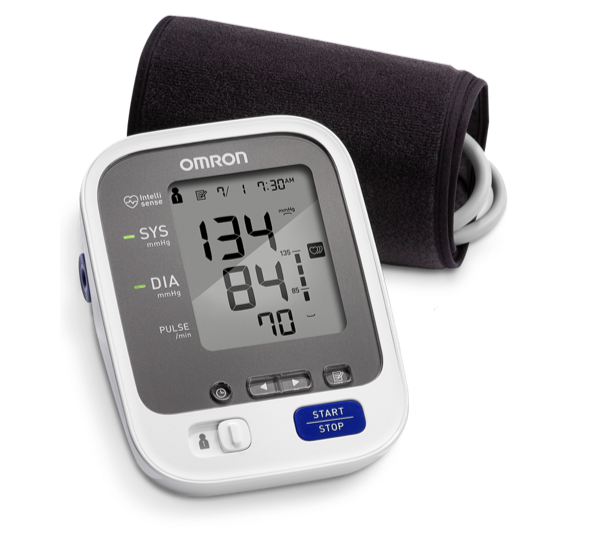 OMRON
Intelli
sense
7/ 1 7:30AM
SYS
mmHg
134
mmHg
DIA
mmHg
84
135
85
PULSE
/min
70
START
STOP